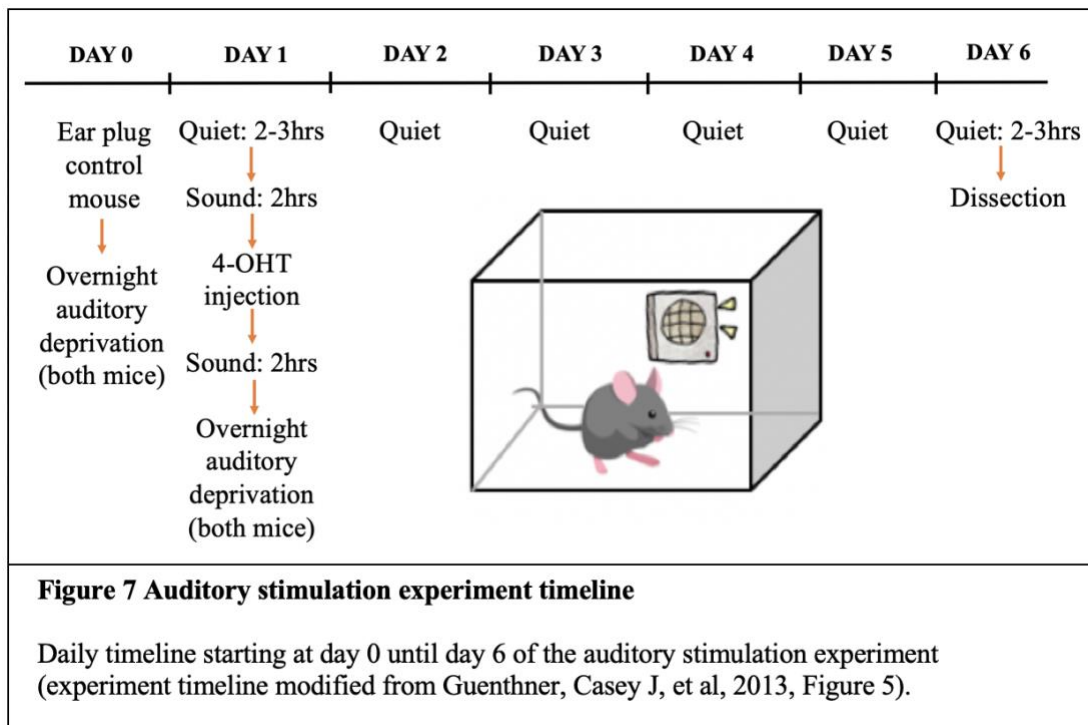 DAY 0 DAY 1 DAY 2 DAY 3 DAY 4 DAY 5 DAY 6
Ear plug
control
mouse
Overnight
auditory
deprivation
(both mice)
Quiet: 2-3hrs
Sound: 2hrs
4-OHT
injection
Sound: 2hrs
Overnight
auditory
deprivation
(both mice)
Quiet
Quiet
Quiet
Quiet
Quiet: 2-3hrs
Dissection
Figure 7 Auditory stimulation experiment timeline
Daily timeline starting at day 0 until day 6 of the auditory stimulation experiment
(experiment timeline modified from Guenthner, Casey J, et al, 2013, Figure 5).